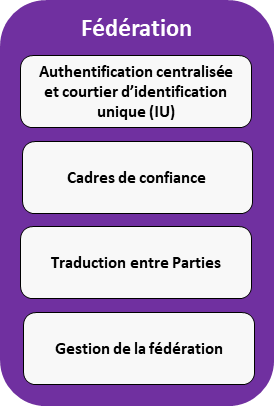 Fédération
Authentification centralisée
et courtier d’identification
unique (IU)
Cadres de confiance
Traduction entre Parties
Gestion de la fédération